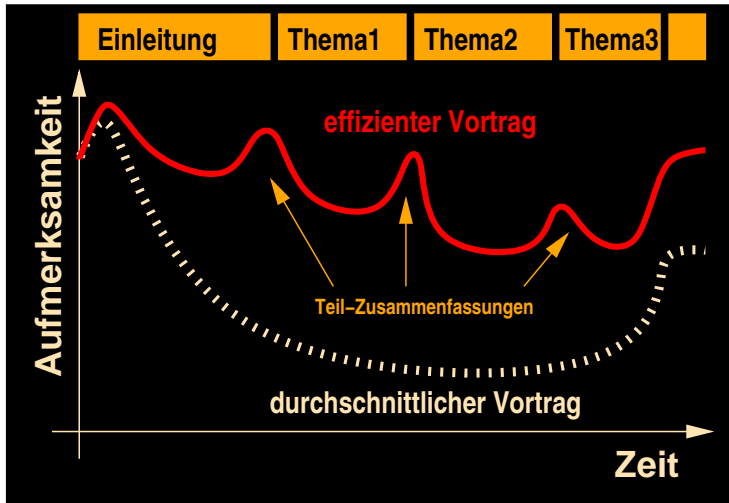 Einleitung
Thema1
Thema2
Thema3
effizienter Vortrag
Aufmerksamkeit
Teil−Zusammenfassungen
durchschnittlicher Vortrag
Zeit